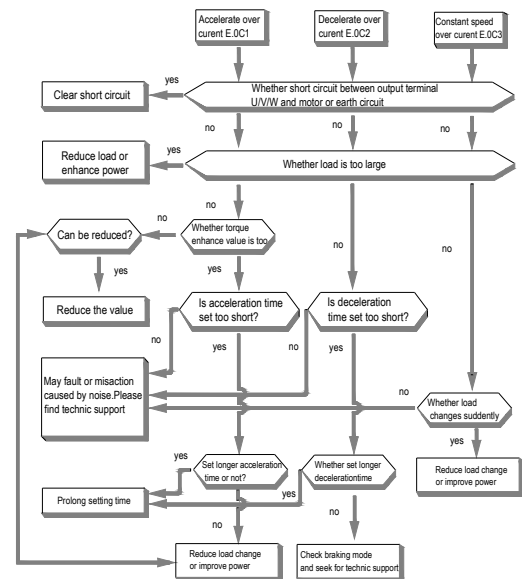 Accelerate over
curent E.0C1
Decelerate over
curent E.0C2
Constant speed
over curent E.0C3
yes
Clear short circuit
Whether short circuit between output terminal
U/V/W and motor or earth circuit
no
no
no
yes
Reduce load or
enhance power
Whether load is too large
no
no
Can be reduced?
Whether torque
enhance value is too
no
no
yes
yes
Reduce the value
Is acceleration time
set too short?
Is deceleration
time set too short?
no
yes
no
yes
May fault or misaction
caused by noise.Please
find technic support
no
Whether load
changes suddently
yes
yes
Set longer acceleration
time or not?
Whether set longer
decelerationtime
Reduce load change
or improve power
Prolong setting time
yes
no
no
Reduce load change
or improve power
Check braking mode
and seek for technic support